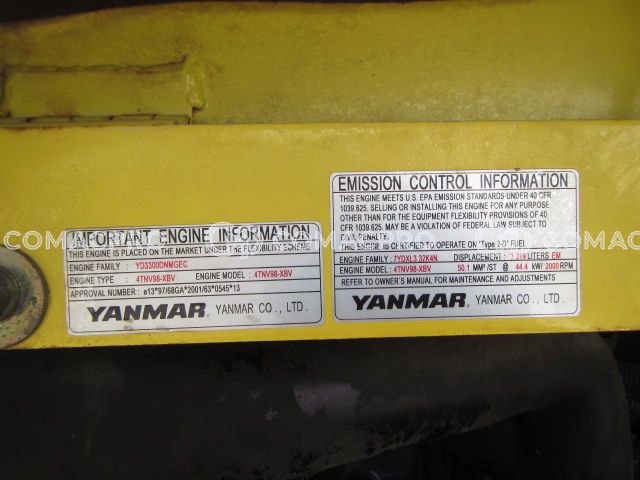 IMPORTANT ENGINE INFORMATION
THIS ENGINE IS PLACED ON THE MARKET UNDER THE FLEXIBILITY SCHEME
ENGINE FAMILY : YD3300DNMGEC
ENGINE TYPE : 4TNV98-XBV ENGINE MODEL : 4TNV98-XBV
APPROVAL NUMBER : e13*97/68GA*2001/63*0545*13
YANMAR YANMAR CO., LTD.
EMISSION CONTROL INFORMATION
THIS ENGINE MEETS U.S. EPA EMISSION STANDARDS UNDER 40 CFR
1039.625. SELLING OR INSTALLING THIS ENGINE FOR ANY PURPOSE
OTHER THAN FOR THE EQUIPMENT FLEXIBILITY PROVISIONS OF 40
CFR 1039.625. MAY BE A VIOLATION OF FEDERAL LAW SUBJECT TO
CIVIL PENALTY.
THIS ENGINE IS CERTIFIED TO OPERATE ON "Type 2-D" FUEL
ENGINE FAMILY : 7YDXL3.32K4N DISPLACEMENT : 3.319 LITERS EM
ENGINE MODEL : 4TNV98-XBV 50.1 MM³/ST @ 44.4 kW/ 2000 RPM
REFER TO OWNER'S MANUAL FOR MAINTENANCE AND ADJUSTMENTS
YANMAR YANMAR CO., LTD.